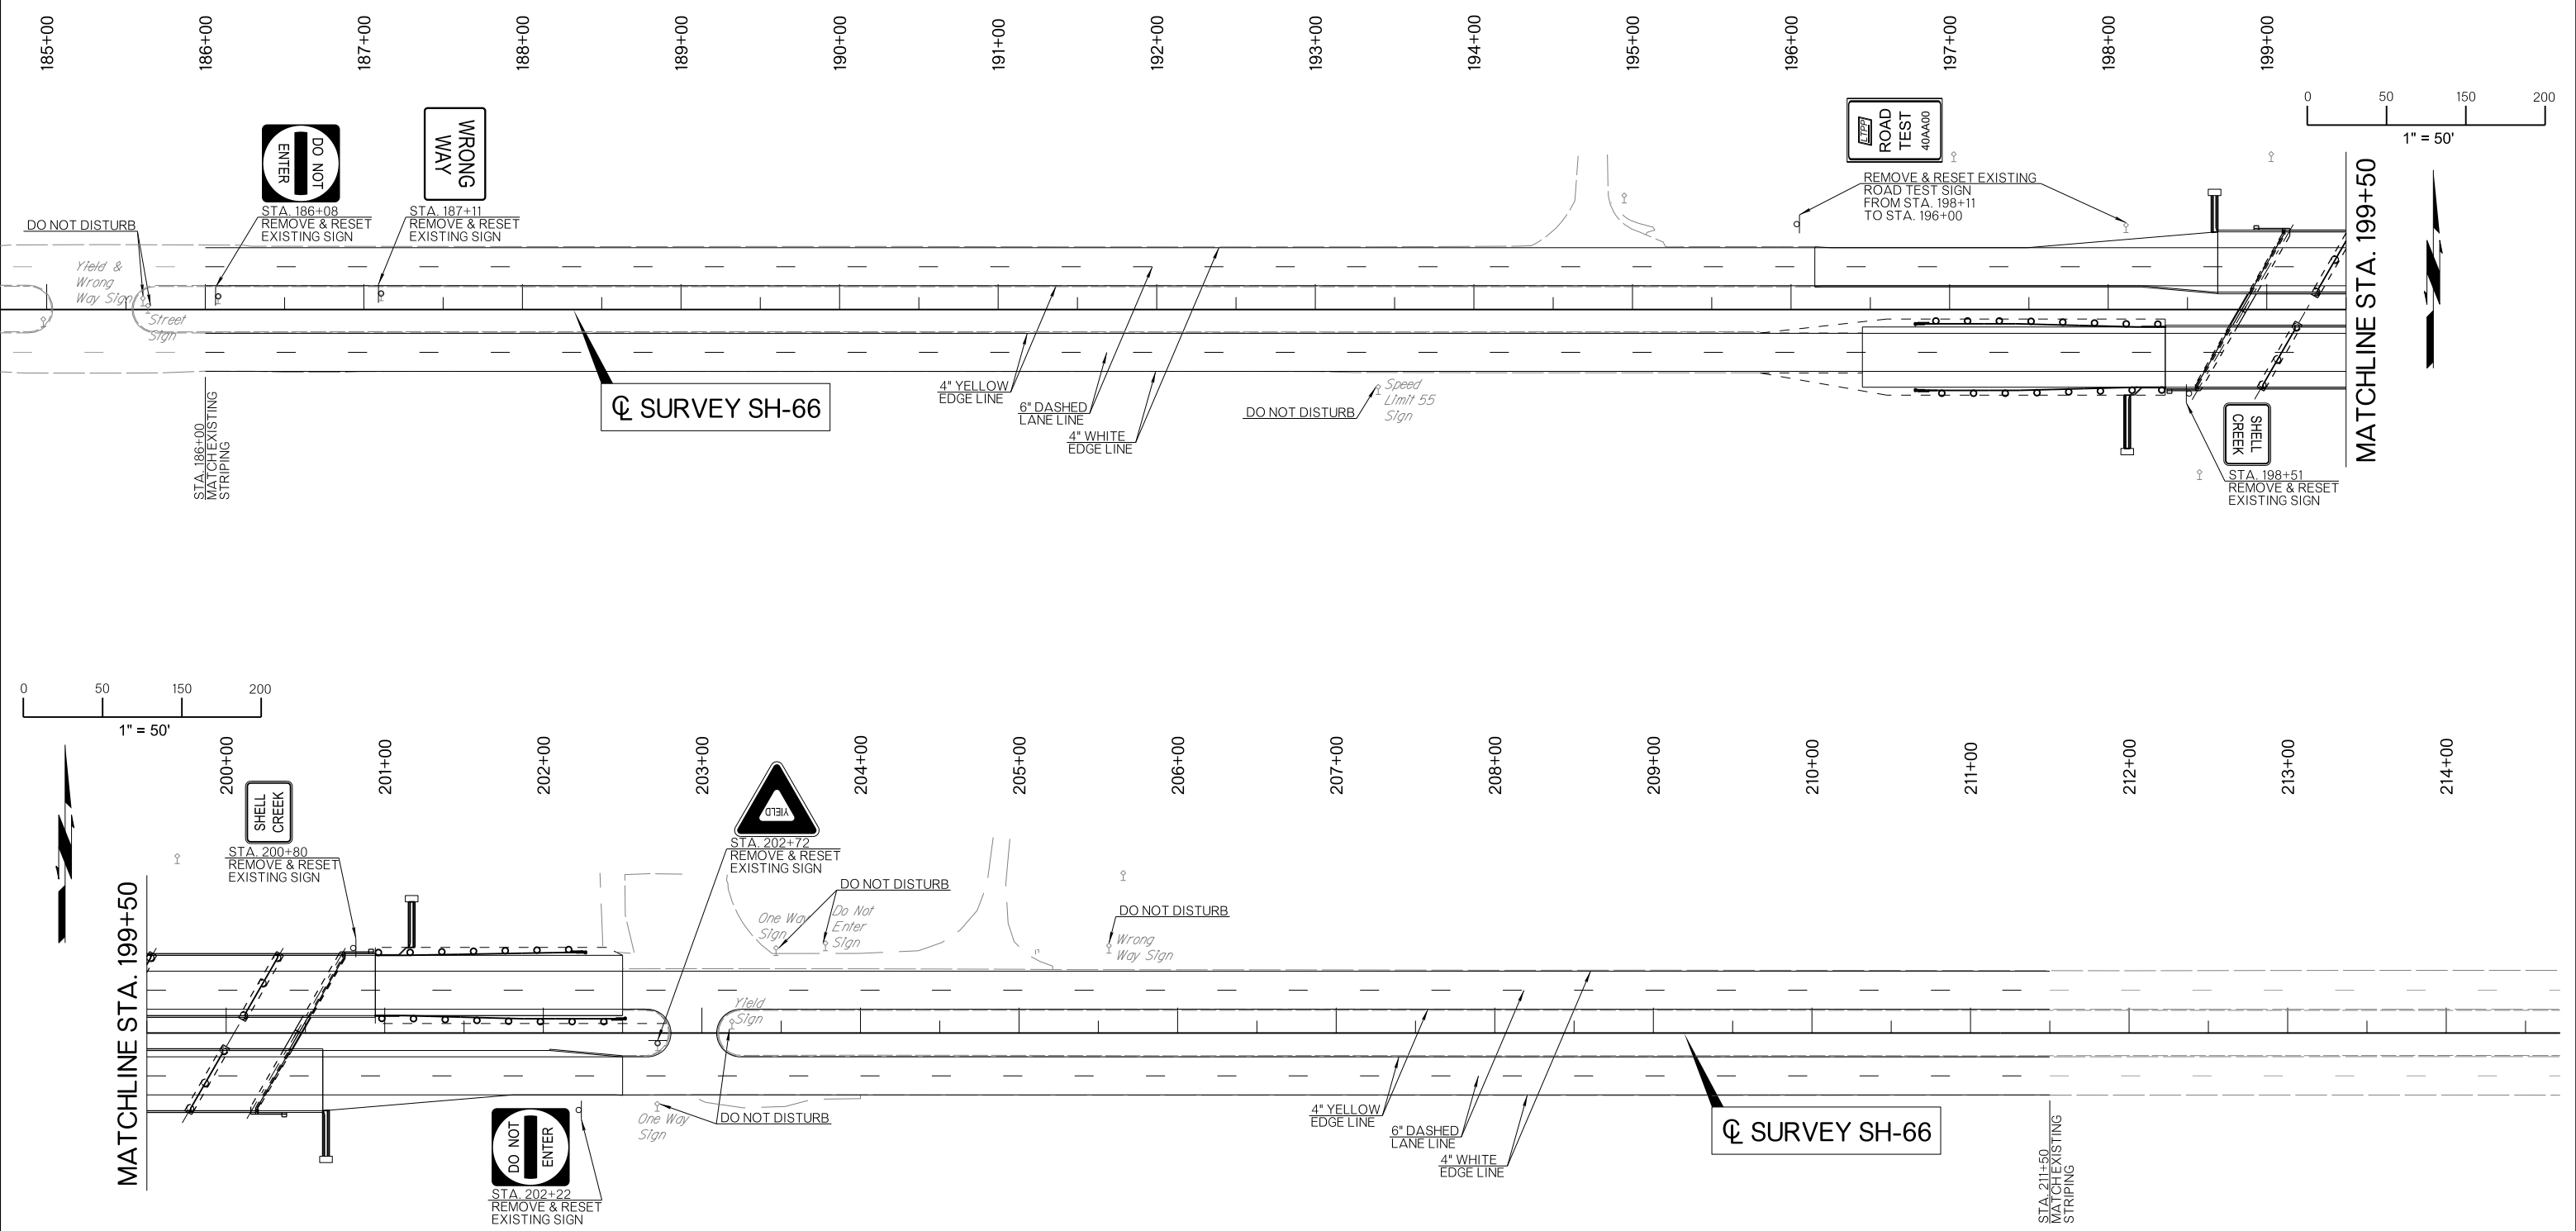 185+00
186+00
187+00
188+00
189+00
190+00
191+00
192+00
193+00
194+00
195+00
196+00
197+00
198+00
199+00
0 50 150 200
1" = 50'
DO NOT
ENTER
WRONG
WAY
LTPP
ROAD
TEST
40AA00
DO NOT DISTURB
STA. 186+08
REMOVE & RESET
EXISTING SIGN
STA. 187+11
REMOVE & RESET
EXISTING SIGN
REMOVE & RESET EXISTING
ROAD TEST SIGN
FROM STA. 198+11
TO STA. 196+00
Yield &
Wrong
Way Sign
Street
Sign
MATCHLINE STA. 199+50
STA. 186+00
MATCH EXISTING
STRIPING
℄ SURVEY SH-66
4" YELLOW
EDGE LINE
6" DASHED
LANE LINE
4" WHITE
EDGE LINE
DO NOT DISTURB
Speed
Limit 55
Sign
SHELL
CREEK
STA. 198+51
REMOVE & RESET
EXISTING SIGN
0 50 150 200
1" = 50'
200+00
201+00
202+00
203+00
204+00
205+00
206+00
207+00
208+00
209+00
210+00
211+00
212+00
213+00
214+00
SHELL
CREEK
STA. 200+80
REMOVE & RESET
EXISTING SIGN
YIELD
STA. 202+72
REMOVE & RESET
EXISTING SIGN
DO NOT DISTURB
One Way
Sign
Do Not
Enter
Sign
DO NOT DISTURB
Wrong
Way Sign
MATCHLINE STA. 199+50
Yield
Sign
DO NOT DISTURB
One Way
Sign
DO NOT
ENTER
STA. 202+22
REMOVE & RESET
EXISTING SIGN
4" YELLOW
EDGE LINE
6" DASHED
LANE LINE
4" WHITE
EDGE LINE
℄ SURVEY SH-66
STA. 211+50
MATCH EXISTING
STRIPING